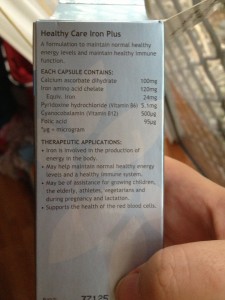 Healthy Care Iron Plus
A formulation to maintain normal healthy
energy levels and maintain healthy immune
function.
EACH CAPSULE CONTAINS:
Calcium ascorbate dihydrate 100mg
Iron amino acid chelate 120mg
Equiv. Iron 24mg
Pyridoxine hydrochloride (Vitamin B6) 5.1mg
Cyanocobalamin (Vitamin B12) 500µg
Folic acid 90µg
*µg = microgram
THERAPEUTIC APPLICATIONS:
• Iron is involved in the production of
energy in the body.
• May help maintain normal healthy energy
levels and a healthy immune system.
• May be of assistance for growing children,
the elderly, athletes, vegetarians and
during pregnancy and lactation.
• Supports the health of the red blood cells.
77125